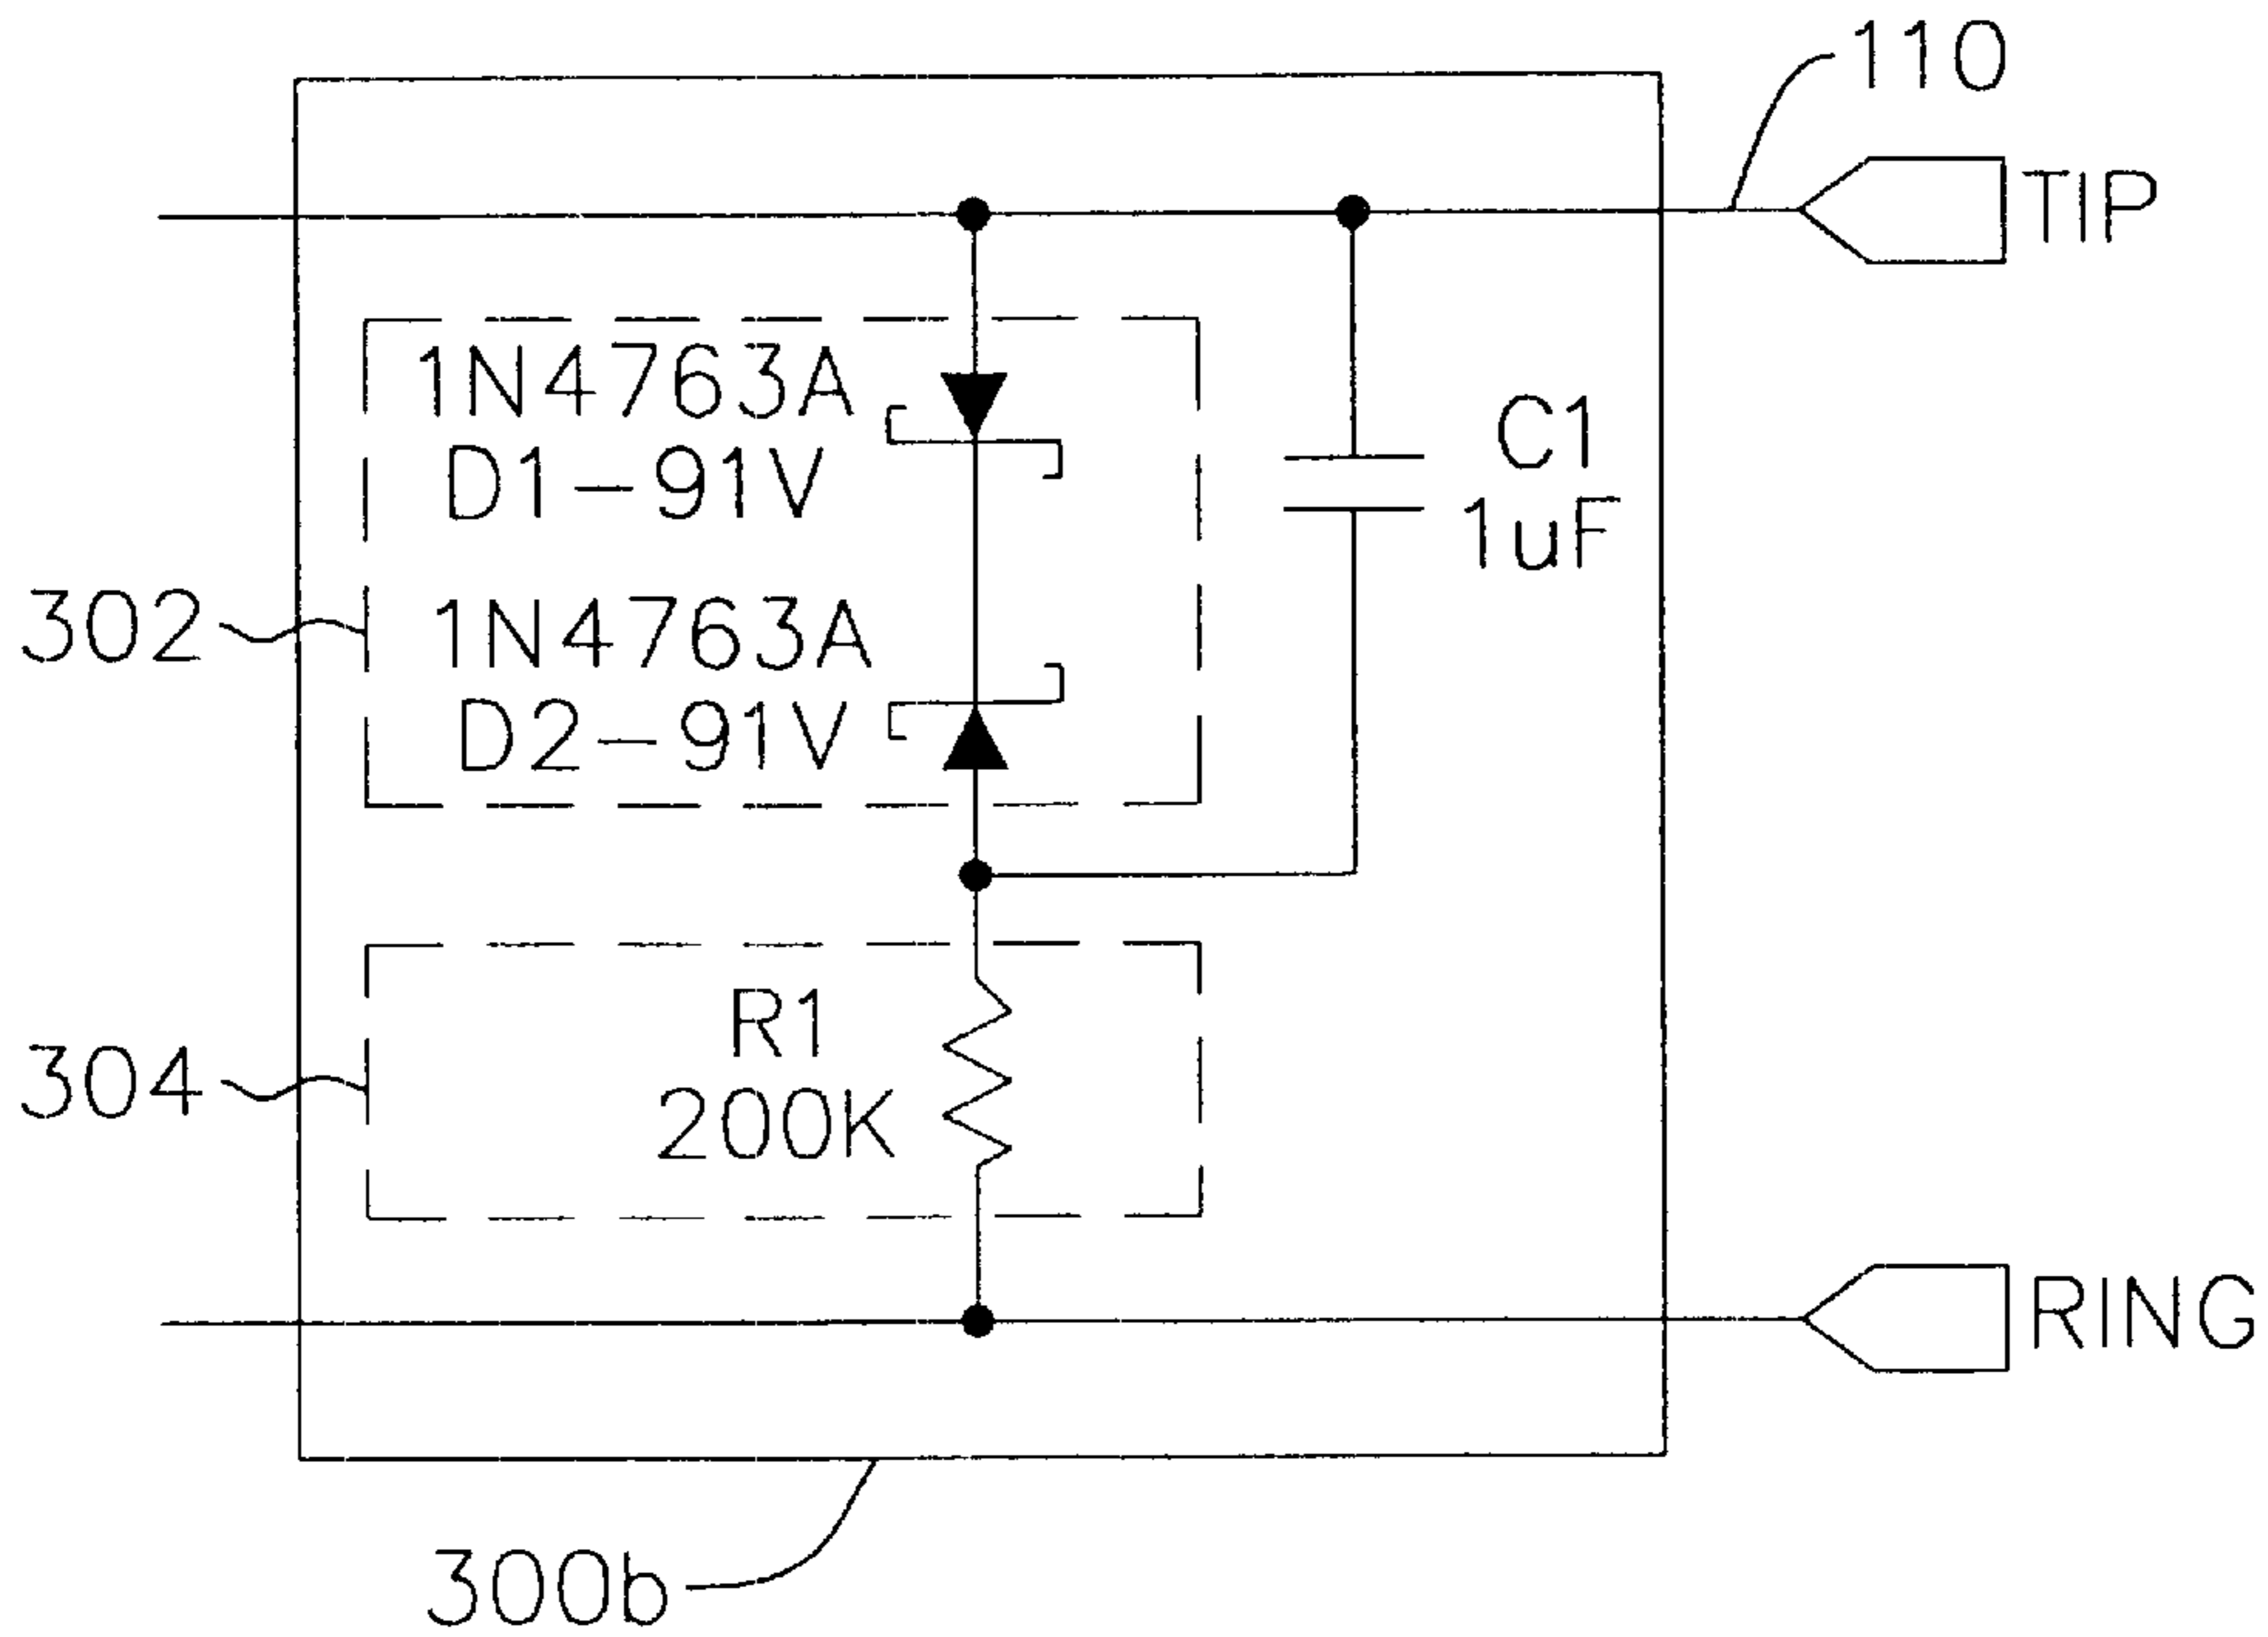 110
TIP
1N4763A
D1-91V
C1
1uF
302
1N4763A
D2-91V
R1
200K
304
RING
300b